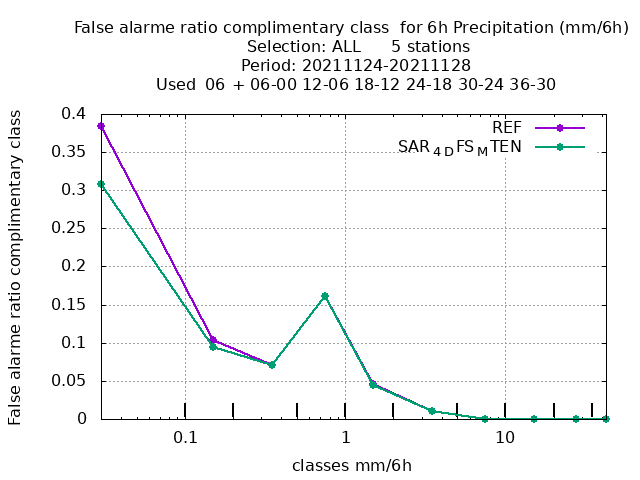 False alarme ratio complimentary class  for 6h Precipitation (mm/6h)
Selection: ALL      5 stations
Period: 20211124-20211128
Used  06 + 06-00 12-06 18-12 24-18 30-24 36-30
REF
SAR4DFSMTEN
False alarme ratio complimentary class
0.4
0.35
0.3
0.25
0.2
0.15
0.1
0.05
0
0.1
1
10
classes mm/6h